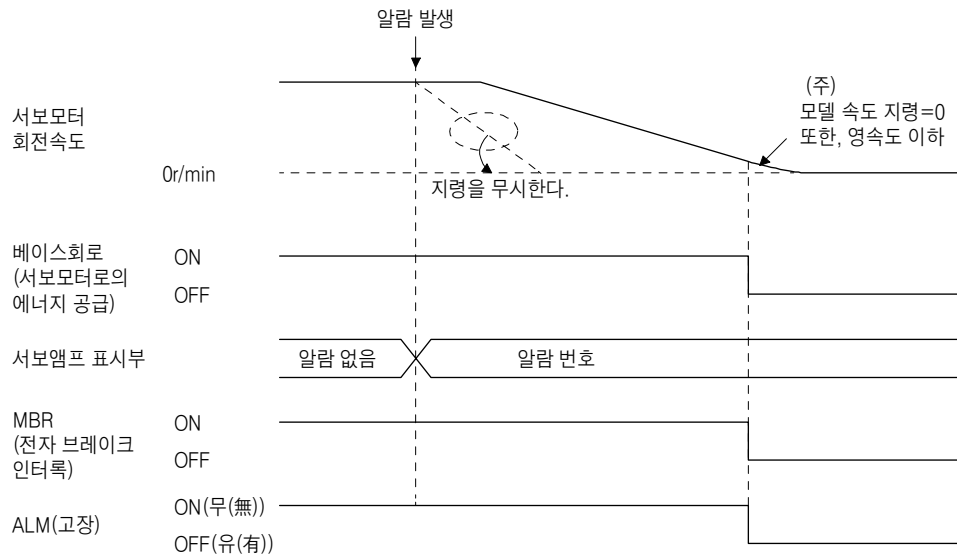 알람 발생
(주)
모델 속도 지령=0
또한, 영속도 이하
서보모터
회전속도
0r/min
지령을 무시한다.
베이스회로
(서보모터로의
에너지 공급)
ON
OFF
서보앰프 표시부
알람 없음
알람 번호
MBR
(전자 브레이크
인터록)
ON
OFF
ALM(고장)
ON(무(無))
OFF(유(有))